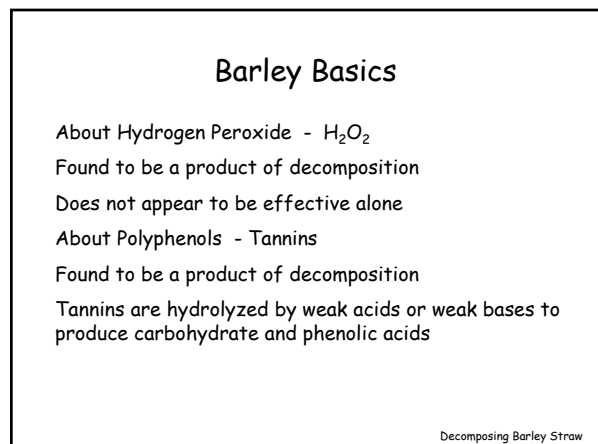 Barley Basics
About Hydrogen Peroxide - H₂O₂
Found to be a product of decomposition
Does not appear to be effective alone
About Polyphenols - Tannins
Found to be a product of decomposition
Tannins are hydrolyzed by weak acids or weak bases to
produce carbohydrate and phenolic acids
Decomposing Barley Straw